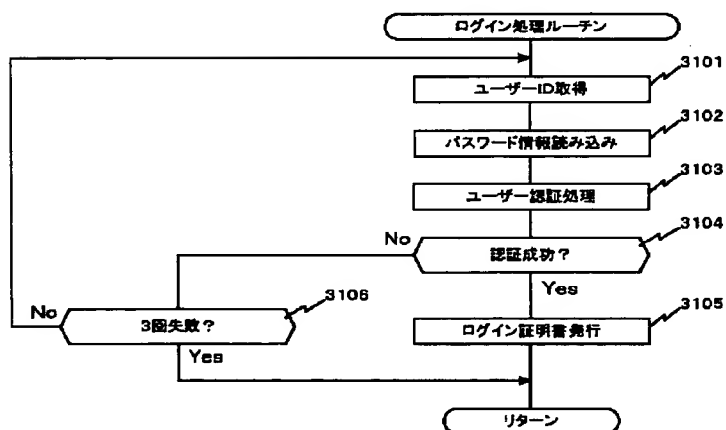 ログイン処理ルーチン
3101
ユーザーID取得
3102
パスワード情報読み込み
3103
ユーザー認証処理
3104
No
認証成功?
Yes
3106
No
3回失敗?
Yes
3105
ログイン証明書発行
リターン